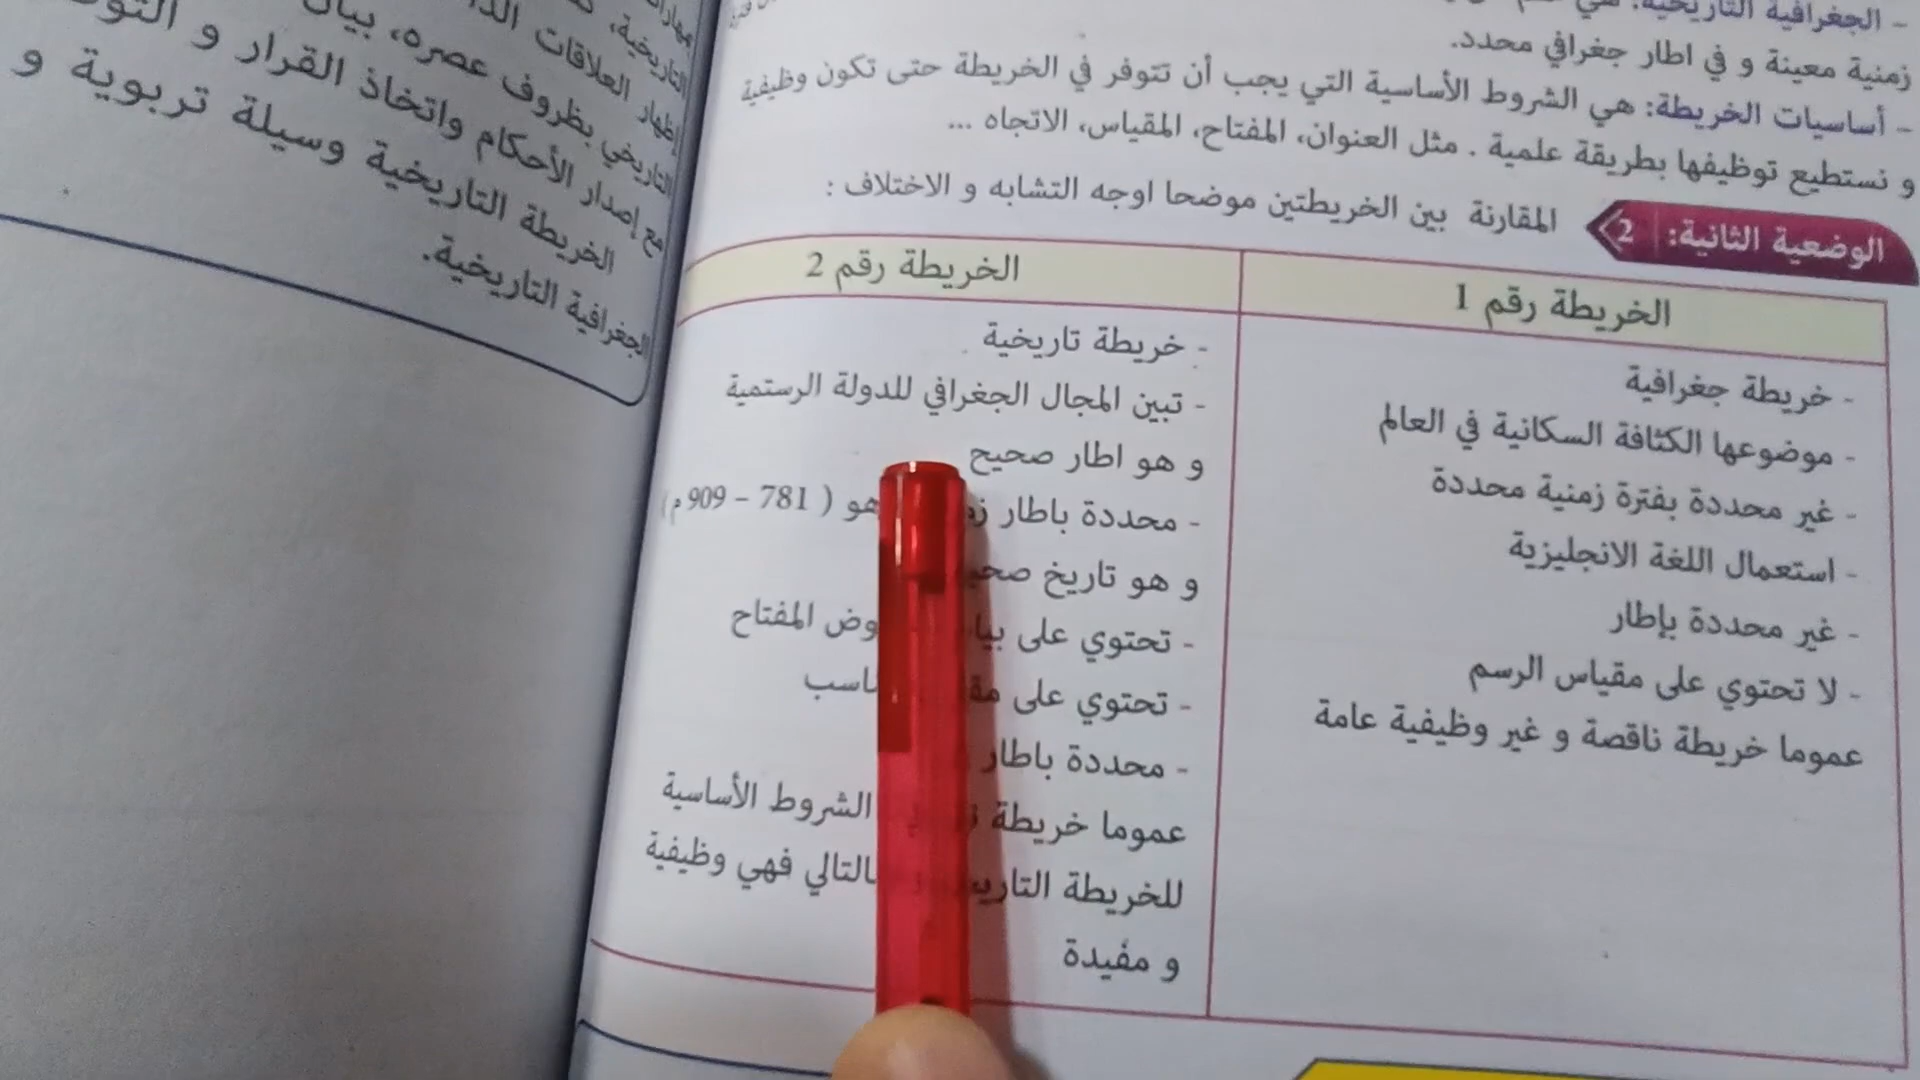 - الجغرافية التاريخية: هي
زمنية معينة و في اطار جغرافي محدد.
- أساسيات الخريطة: هي الشروط الأساسية التي يجب أن تتوفر في الخريطة حتى تكون وظيفية
و نستطيع توظيفها بطريقة علمية . مثل العنوان، المفتاح، المقياس، الاتجاه ...
الوضعية الثانية: 2 المقارنة بين الخريطتين موضحا اوجه التشابه و الاختلاف :
الخريطة رقم 1
- خريطة جغرافية
- موضوعها الكثافة السكانية في العالم
- غير محددة بفترة زمنية محددة
- استعمال اللغة الانجليزية
- غير محددة بإطار
- لا تحتوي على مقياس الرسم
عموما خريطة ناقصة و غير وظيفية عامة
الخريطة رقم 2
- خريطة تاريخية
- تبين المجال الجغرافي للدولة الرستمية
و هو اطار صحيح
- محددة باطار هو ( 781 - 909 م)
و هو تاريخ
- تحتوي على المفتاح
- تحتوي على
- محددة باطار
عموما خريطة الشروط الأساسية
للخريطة فهي وظيفية
و مفيدة
التاريخية،
إظهار العلاقات
التاريخي بظروف عصره، بيان
مع إصدار الأحكام واتخاذ القرار و
الخريطة التاريخية وسيلة تربوية و
الجغرافية التاريخية.